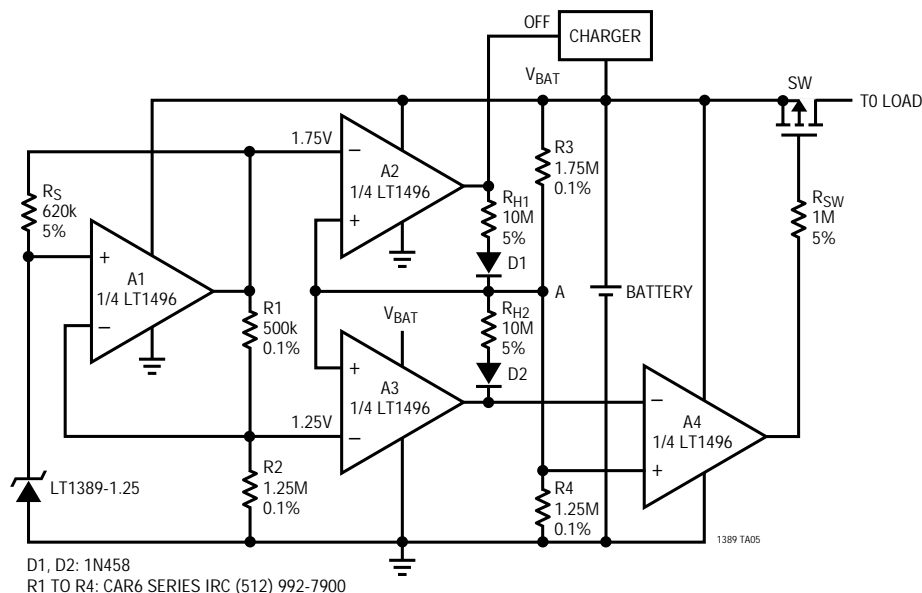 OFF
CHARGER
VBAT
SW
TO LOAD
1.75V
RS
620k
5%
−
+
A2
1/4 LT1496
R3
1.75M
0.1%
RH1
10M
5%
D1
RSW
1M
5%
+
−
A1
1/4 LT1496
R1
500k
0.1%
A
BATTERY
VBAT
RH2
10M
5%
D2
+
−
A3
1/4 LT1496
1.25V
−
+
A4
1/4 LT1496
LT1389-1.25
R2
1.25M
0.1%
R4
1.25M
0.1%
1389 TA05
D1, D2: 1N458
R1 TO R4: CAR6 SERIES IRC (512) 992-7900